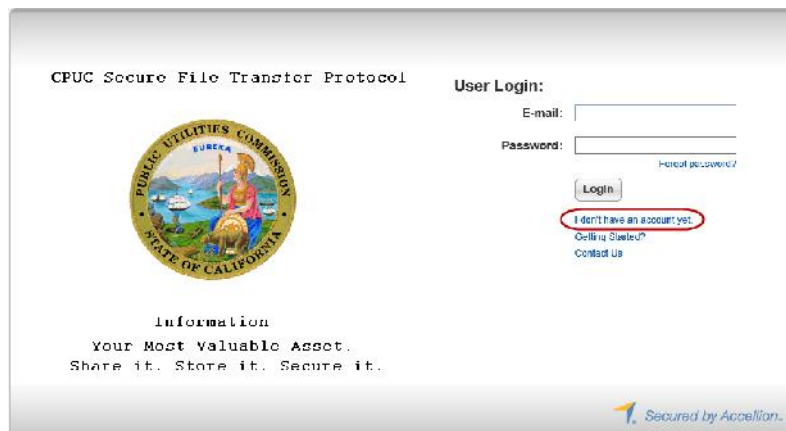 CPUC Secure File Transfer Protocol
PUBLIC UTILITIES COMMISSION
EUREKA
STATE OF CALIFORNIA
Information
Your Most Valuable Asset.
Share it. Store it. Secure it.
User Login:
E-mail:
Password:
Forgot password?
Login
I don't have an account yet.
Getting Started?
Contact Us
Secured by Accellion.